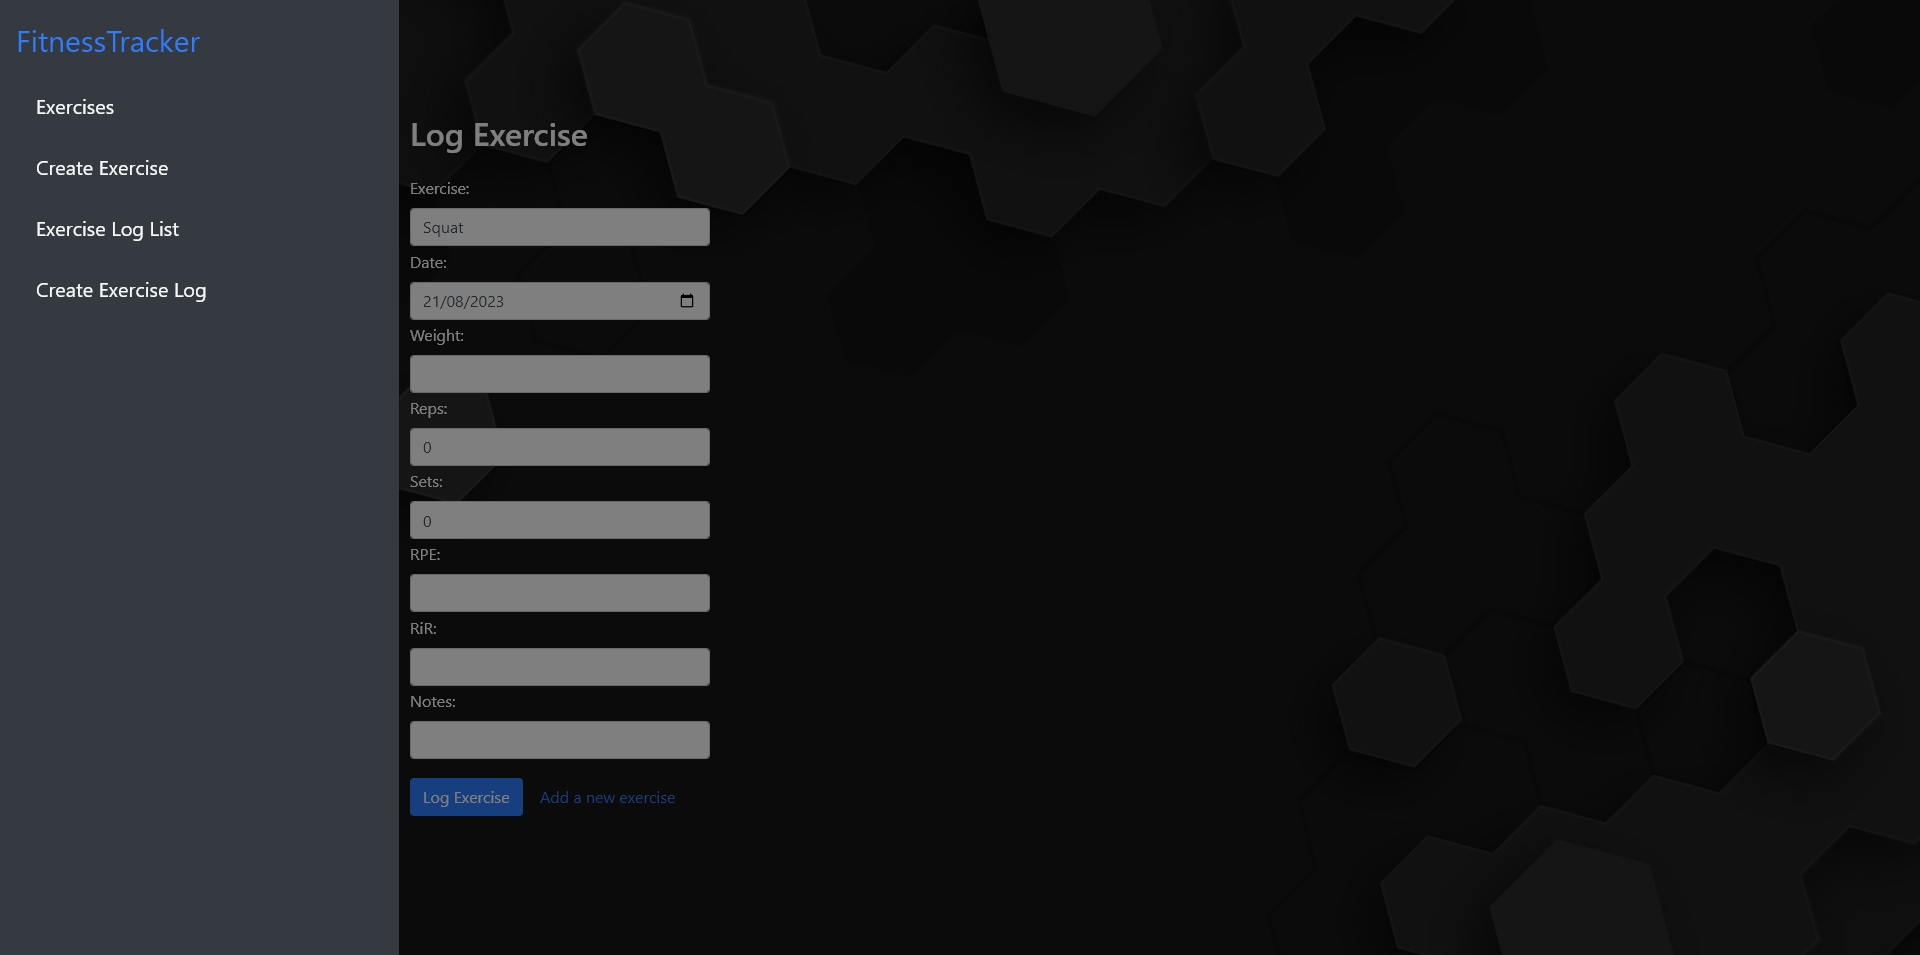 FitnessTracker
Exercises
Create Exercise
Exercise Log List
Create Exercise Log
Log Exercise
Exercise:
Squat
Date:
21/08/2023
Weight:
Reps:
0
Sets:
0
RPE:
RiR:
Notes:
Log Exercise Add a new exercise